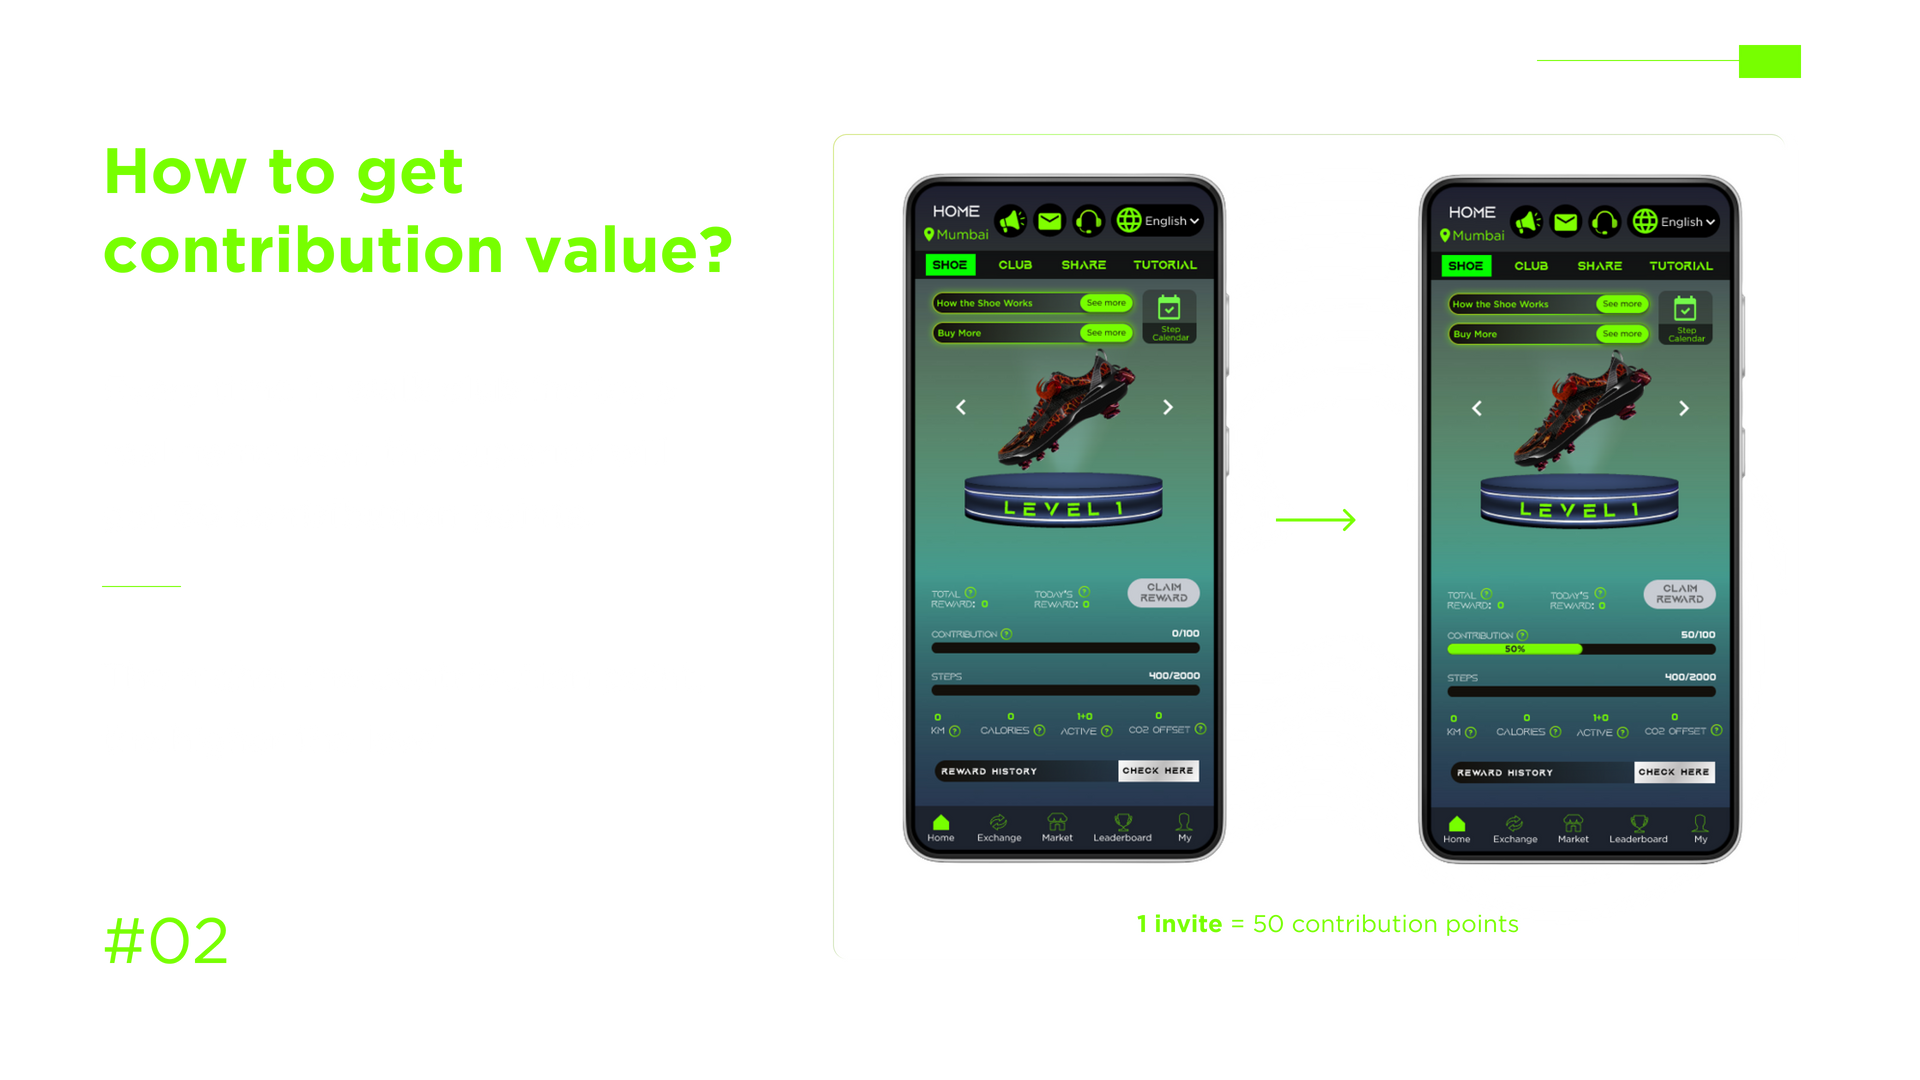 How to get
contribution value?
#02
HOME
Mumbai
English
SHOE CLUB SHARE TUTORIAL
How the Shoe Works See more
Buy More See more
Step
Calendar
LEVEL 1
TOTAL
REWARD: 0
TODAY'S
REWARD: 0
CLAIM
REWARD
CONTRIBUTION ? 0/100
STEPS 400/2000
0 0 1+0 0
KM ? CALORIES ? ACTIVE ? CO2 OFFSET ?
REWARD HISTORY CHECK HERE
Home Exchange Market Leaderboard My
HOME
Mumbai
English
SHOE CLUB SHARE TUTORIAL
How the Shoe Works See more
Buy More See more
Step
Calendar
LEVEL 1
TOTAL
REWARD: 0
TODAY'S
REWARD: 0
CLAIM
REWARD
CONTRIBUTION ? 50/100
50%
STEPS 400/2000
0 0 1+0 0
KM ? CALORIES ? ACTIVE ? CO2 OFFSET ?
REWARD HISTORY CHECK HERE
Home Exchange Market Leaderboard My
1 invite = 50 contribution points